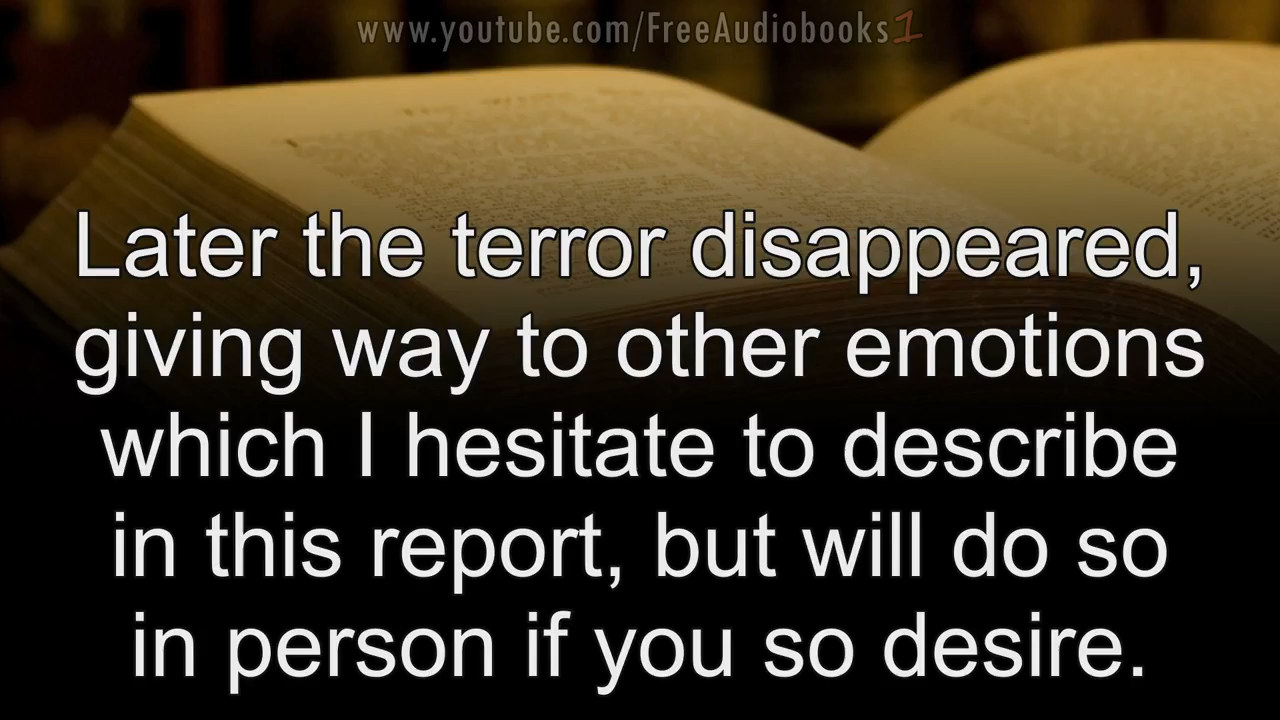 www.youtube.com/FreeAudiobooks1
Later the terror disappeared,
giving way to other emotions
which I hesitate to describe
in this report, but will do so
in person if you so desire.